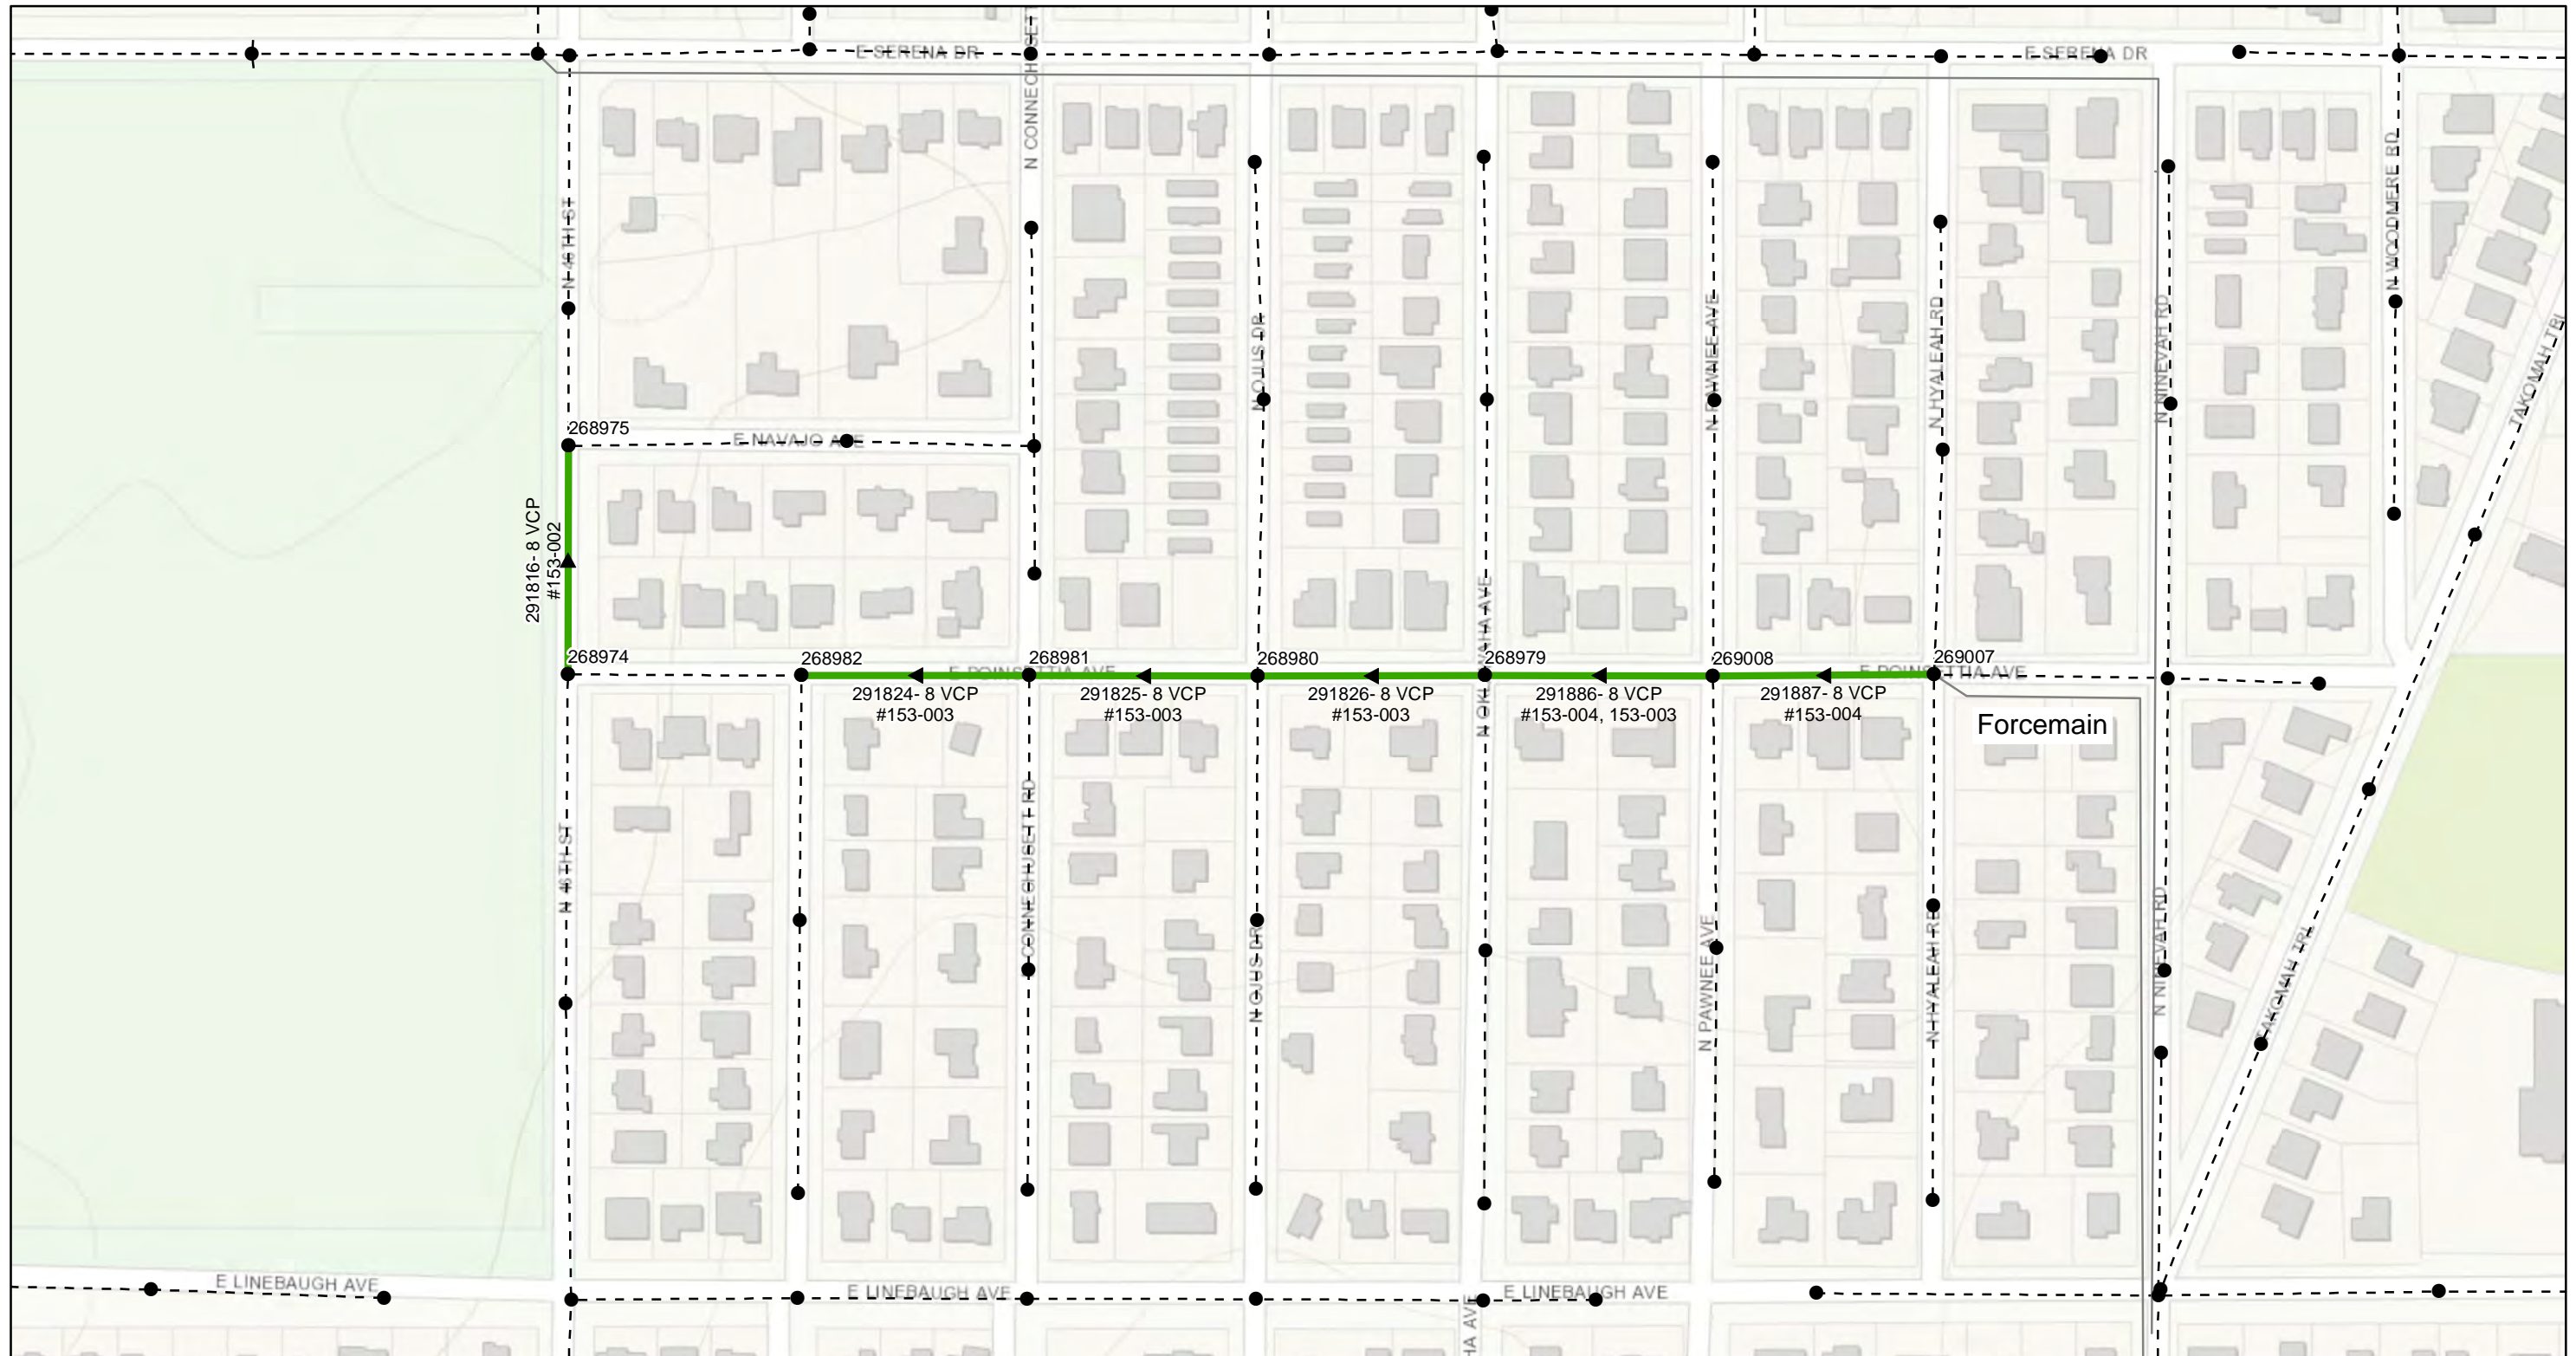 E SERENA DR
E SERENA DR
N CONNECHUSETT
N 46TH ST
N WOODMERE RD
N OJUS DR
N PAWNEE AVE
N HYALEAH RD
N NINEVAH RD
TAKOMAH TRL
268975
E NAVAJO AVE
291816- 8 VCP
#153-002
268974
268982
E POINSETTIA AVE
268981
268980
268979
N OKLAWAHA AVE
269008
E POINSETTIA AVE
269007
291824- 8 VCP
#153-003
291825- 8 VCP
#153-003
291826- 8 VCP
#153-003
291886- 8 VCP
#153-004, 153-003
291887- 8 VCP
#153-004
Forcemain
N 46TH ST
N CONNECHUSETT RD
N OJUS DR
N PAWNEE AVE
N HYALEAH RD
N NINEVAH RD
TAKOMAH TRL
E LINEBAUGH AVE
E LINEBAUGH AVE
E LINEBAUGH AVE
HA AVE